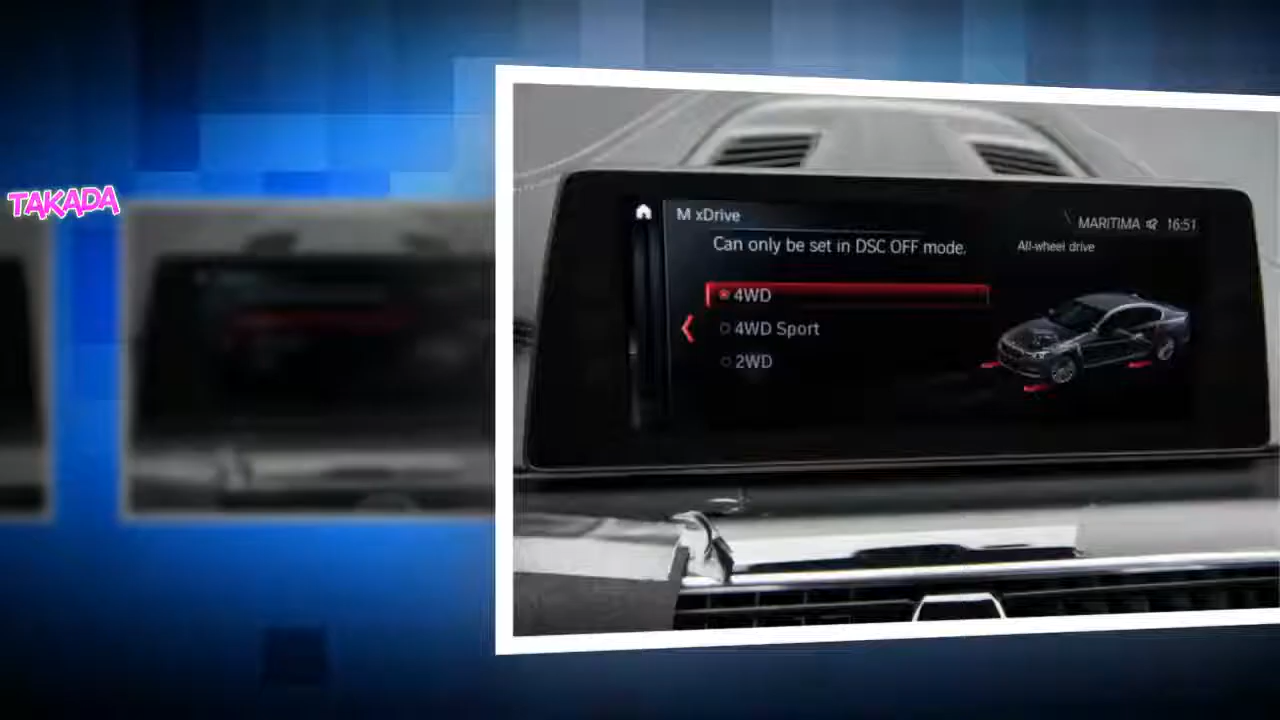 TAKADA
M xDrive
MARITIMA 16:51
Can only be set in DSC OFF mode.
All-wheel drive
4WD
4WD Sport
2WD